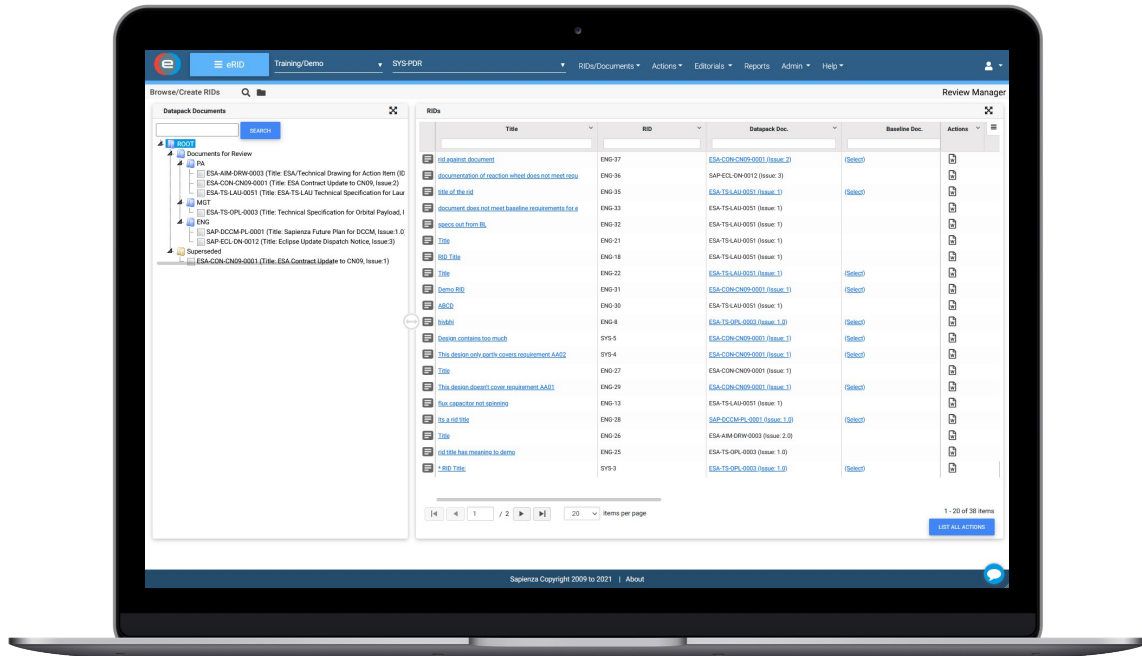 e eRID Training/Demo SYS-PDR RIDs/Documents Actions Editorials Reports Admin Help
Browse/Create RIDs Review Manager
Datapack Documents
SEARCH
ROOT
Documents for Review
PA
ESA-AIM-DRW-0003 (Title: ESA/Technical Drawing for Action Item (ID
ESA-CON-CN09-0001 (Title: ESA Contract Update to CN09, Issue:2)
ESA-TS-LAU-0051 (Title: ESA-TS-LAU Technical Specification for Laur
MGT
ESA-TS-OPL-0003 (Title: Technical Specification for Orbital Payload, I
ENG
SAP-DCCM-PL-0001 (Title: Sapienza Future Plan for DCCM, Issue:1.0
SAP-ECL-DN-0012 (Title: Eclipse Update Dispatch Notice, Issue:3)
Superseded
ESA-CON-CN09-0001 (Title: ESA Contract Update to CN09, Issue:1)
RIDs
Title RID Datapack Doc. Baseline Doc. Actions
rid against document ENG-37 ESA-CON-CN09-0001 (Issue: 2) (Select)
documentation of reaction wheel does not meet requ ENG-36 SAP-ECL-DN-0012 (Issue: 3)
title of the rid ENG-35 ESA-TS-LAU-0051 (Issue: 1) (Select)
document does not meet baseline requirements for e ENG-33 ESA-TS-LAU-0051 (Issue: 1)
specs out from BL ENG-32 ESA-TS-LAU-0051 (Issue: 1)
Title ENG-21 ESA-TS-LAU-0051 (Issue: 1)
RID Title ENG-18 ESA-TS-LAU-0051 (Issue: 1)
Title ENG-22 ESA-TS-LAU-0051 (Issue: 1) (Select)
Demo RID ENG-31 ESA-CON-CN09-0001 (Issue: 1) (Select)
ABCD ENG-30 ESA-TS-LAU-0051 (Issue: 1)
ENG-8 ESA-TS-OPL-0003 (Issue: 1.0) (Select)
Design contains too much SYS-5 ESA-CON-CN09-0001 (Issue: 1) (Select)
This design only partly covers requirement AA02 SYS-4 ESA-CON-CN09-0001 (Issue: 1) (Select)
Title ENG-27 ESA-CON-CN09-0001 (Issue: 1)
This design doesn't cover requirement AA01 ENG-29 ESA-CON-CN09-0001 (Issue: 1) (Select)
flux capacitor not spinning ENG-13 ESA-TS-LAU-0051 (Issue: 1)
Its a rid title ENG-28 SAP-DCCM-PL-0001 (Issue: 1.0) (Select)
Title ENG-26 ESA-AIM-DRW-0003 (Issue: 2.0)
rid title has meaning to demo ENG-25 ESA-TS-OPL-0003 (Issue: 1.0)
* RID Title: SYS-3 ESA-TS-OPL-0003 (Issue: 1.0) (Select)
1 / 2 20 items per page 1 - 20 of 38 items
LIST ALL ACTIONS
Sapienza Copyright 2009 to 2021 | About